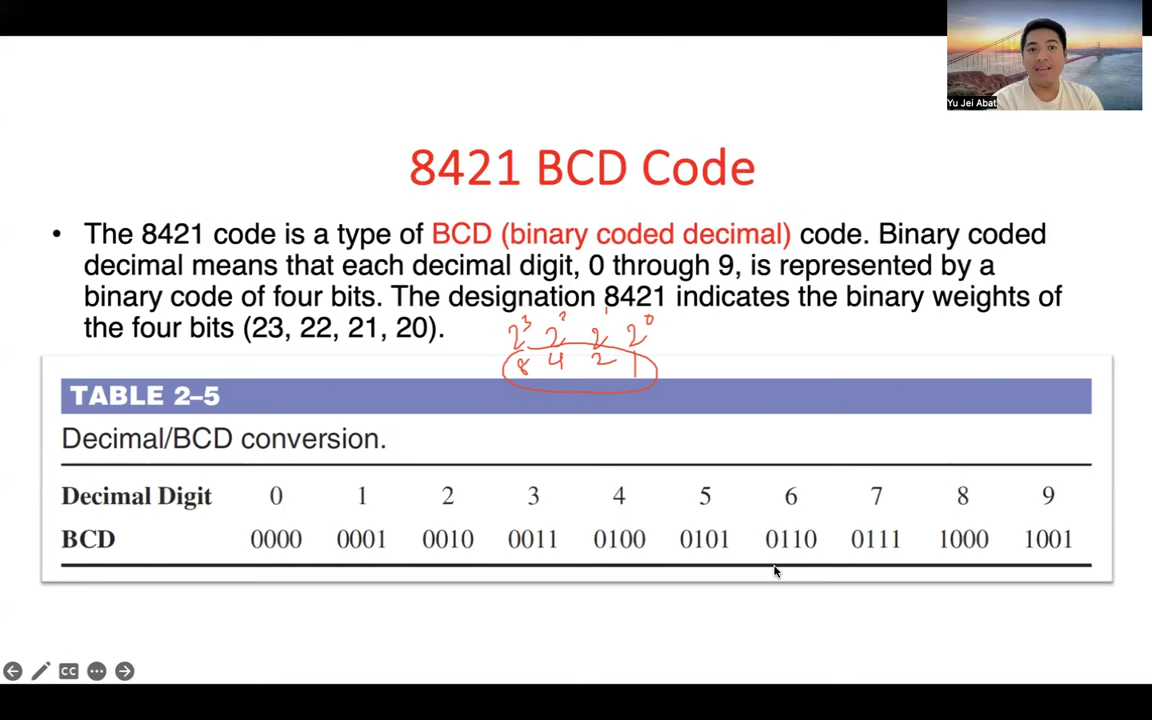 Yu Jei Abat
8421 BCD Code
• The 8421 code is a type of BCD (binary coded decimal) code. Binary coded
decimal means that each decimal digit, 0 through 9, is represented by a
binary code of four bits. The designation 8421 indicates the binary weights of
the four bits (23, 22, 21, 20).
2³ 2² 2¹ 2⁰
8 4 2 1
TABLE 2–5
Decimal/BCD conversion.
Decimal Digit 0 1 2 3 4 5 6 7 8 9
BCD 0000 0001 0010 0011 0100 0101 0110 0111 1000 1001
CC